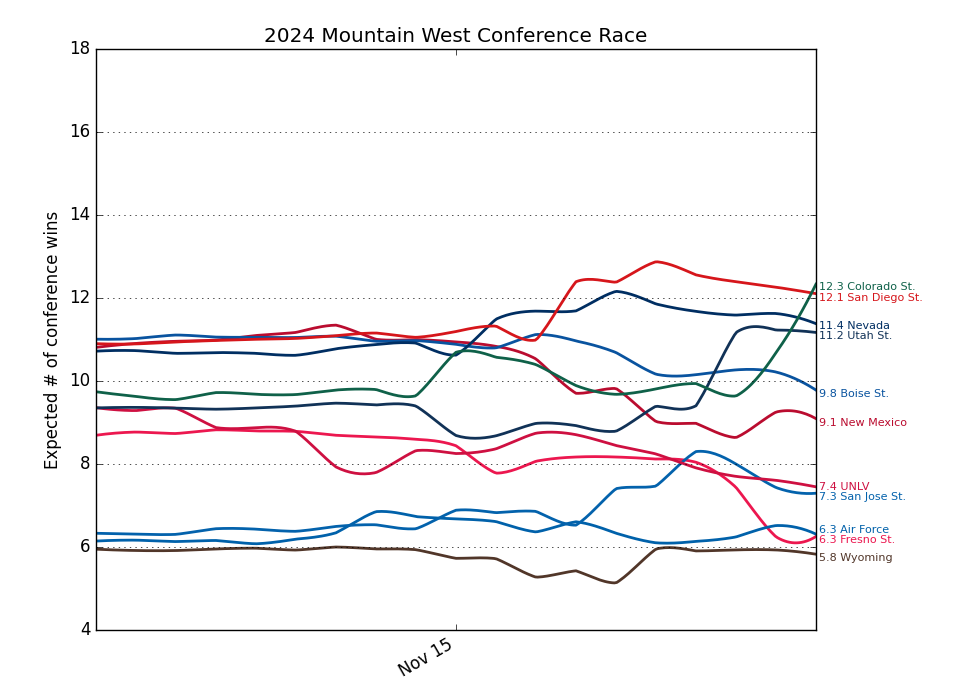 2024 Mountain West Conference Race
Expected # of conference wins
18
16
14
12
10
8
6
4
Nov 15
12.3 Colorado St.
12.1 San Diego St.
11.4 Nevada
11.2 Utah St.
9.8 Boise St.
9.1 New Mexico
7.4 UNLV
7.3 San Jose St.
6.3 Air Force
6.3 Fresno St.
5.8 Wyoming